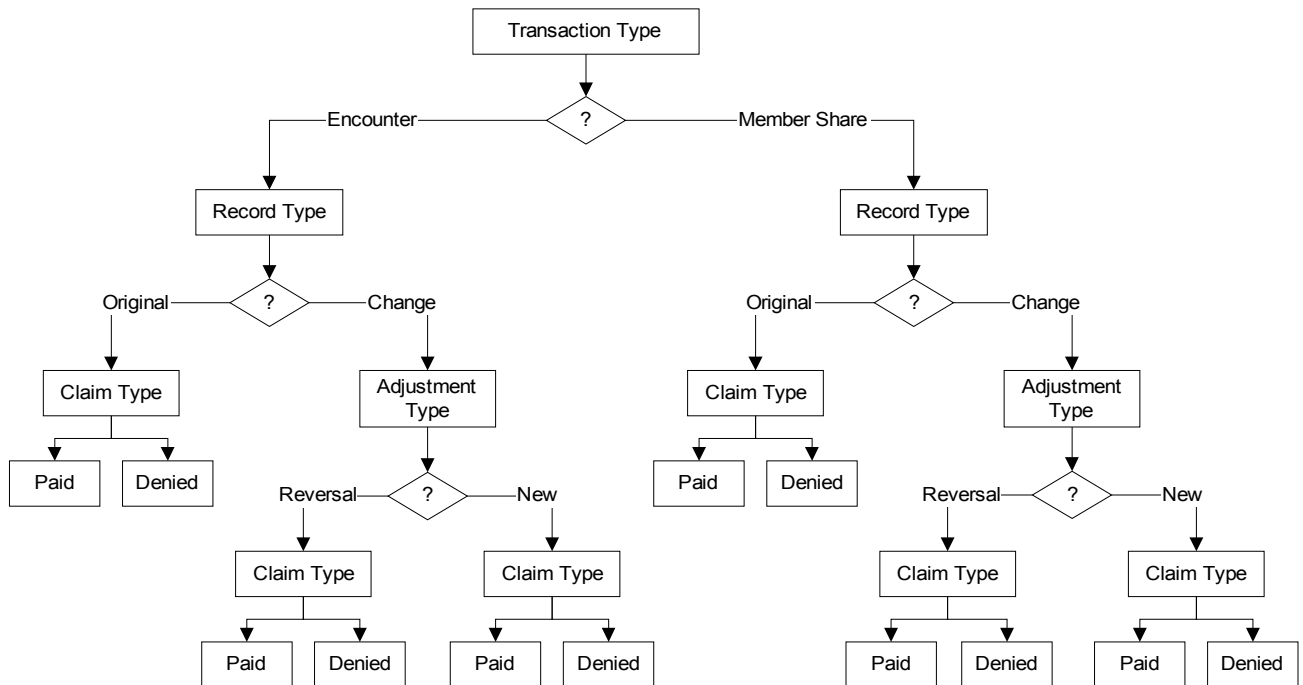 Transaction Type
?
Encounter
Member Share
Record Type
Record Type
?
?
Original
Change
Original
Change
Claim Type
Adjustment
Type
Claim Type
Adjustment
Type
Paid
Denied
Paid
Denied
?
?
Reversal
New
Reversal
New
Claim Type
Claim Type
Claim Type
Claim Type
Paid
Denied
Paid
Denied
Paid
Denied
Paid
Denied